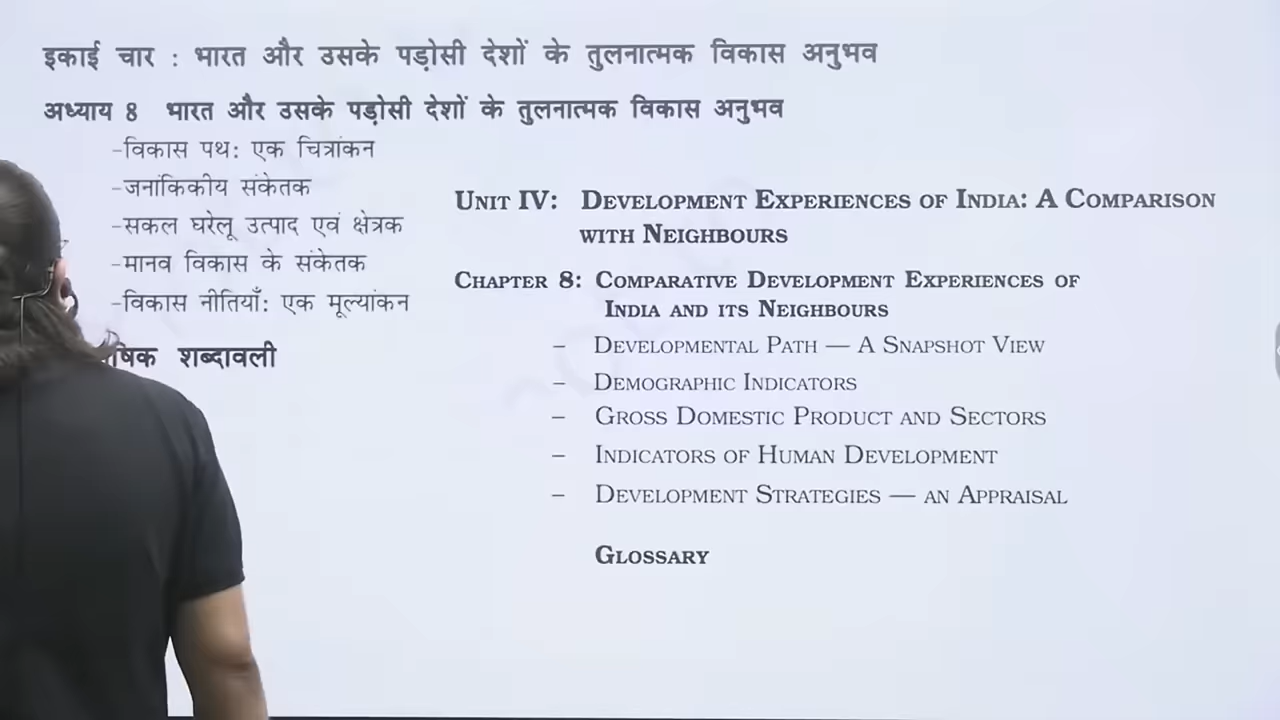 इकाई चार : भारत और उसके पड़ोसी देशों के तुलनात्मक विकास अनुभव
अध्याय 8 भारत और उसके पड़ोसी देशों के तुलनात्मक विकास अनुभव
-विकास पथ: एक चित्रांकन
-जनांकिकीय संकेतक
-सकल घरेलू उत्पाद एवं क्षेत्रक
-मानव विकास के संकेतक
-विकास नीतियाँ: एक मूल्यांकन
शब्दावली
UNIT IV: DEVELOPMENT EXPERIENCES OF INDIA: A COMPARISON
WITH NEIGHBOURS
CHAPTER 8: COMPARATIVE DEVELOPMENT EXPERIENCES OF
INDIA AND ITS NEIGHBOURS
– DEVELOPMENTAL PATH — A SNAPSHOT VIEW
– DEMOGRAPHIC INDICATORS
– GROSS DOMESTIC PRODUCT AND SECTORS
– INDICATORS OF HUMAN DEVELOPMENT
– DEVELOPMENT STRATEGIES — AN APPRAISAL
GLOSSARY